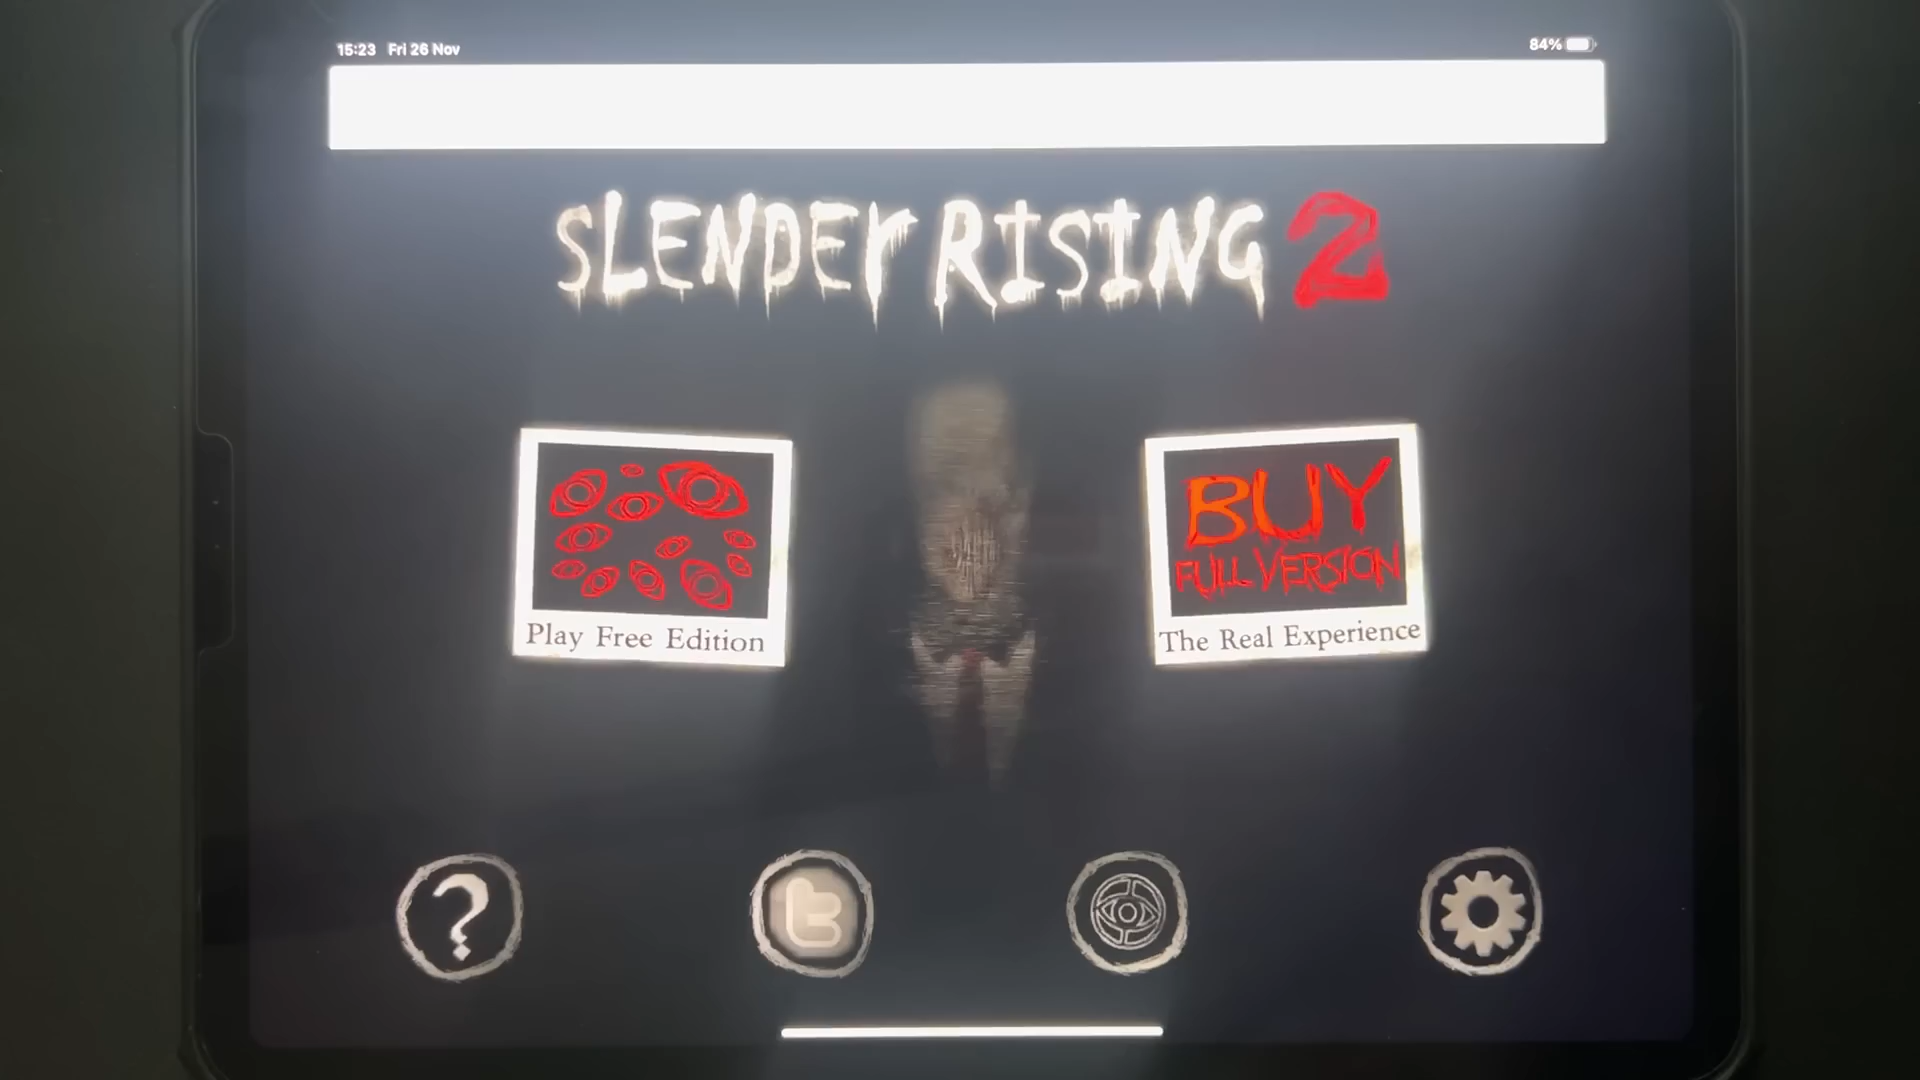 15:23 Fri 26 Nov
84%
SLENDER RISING 2
BUY
FULL VERSION
Play Free Edition
The Real Experience
?
t